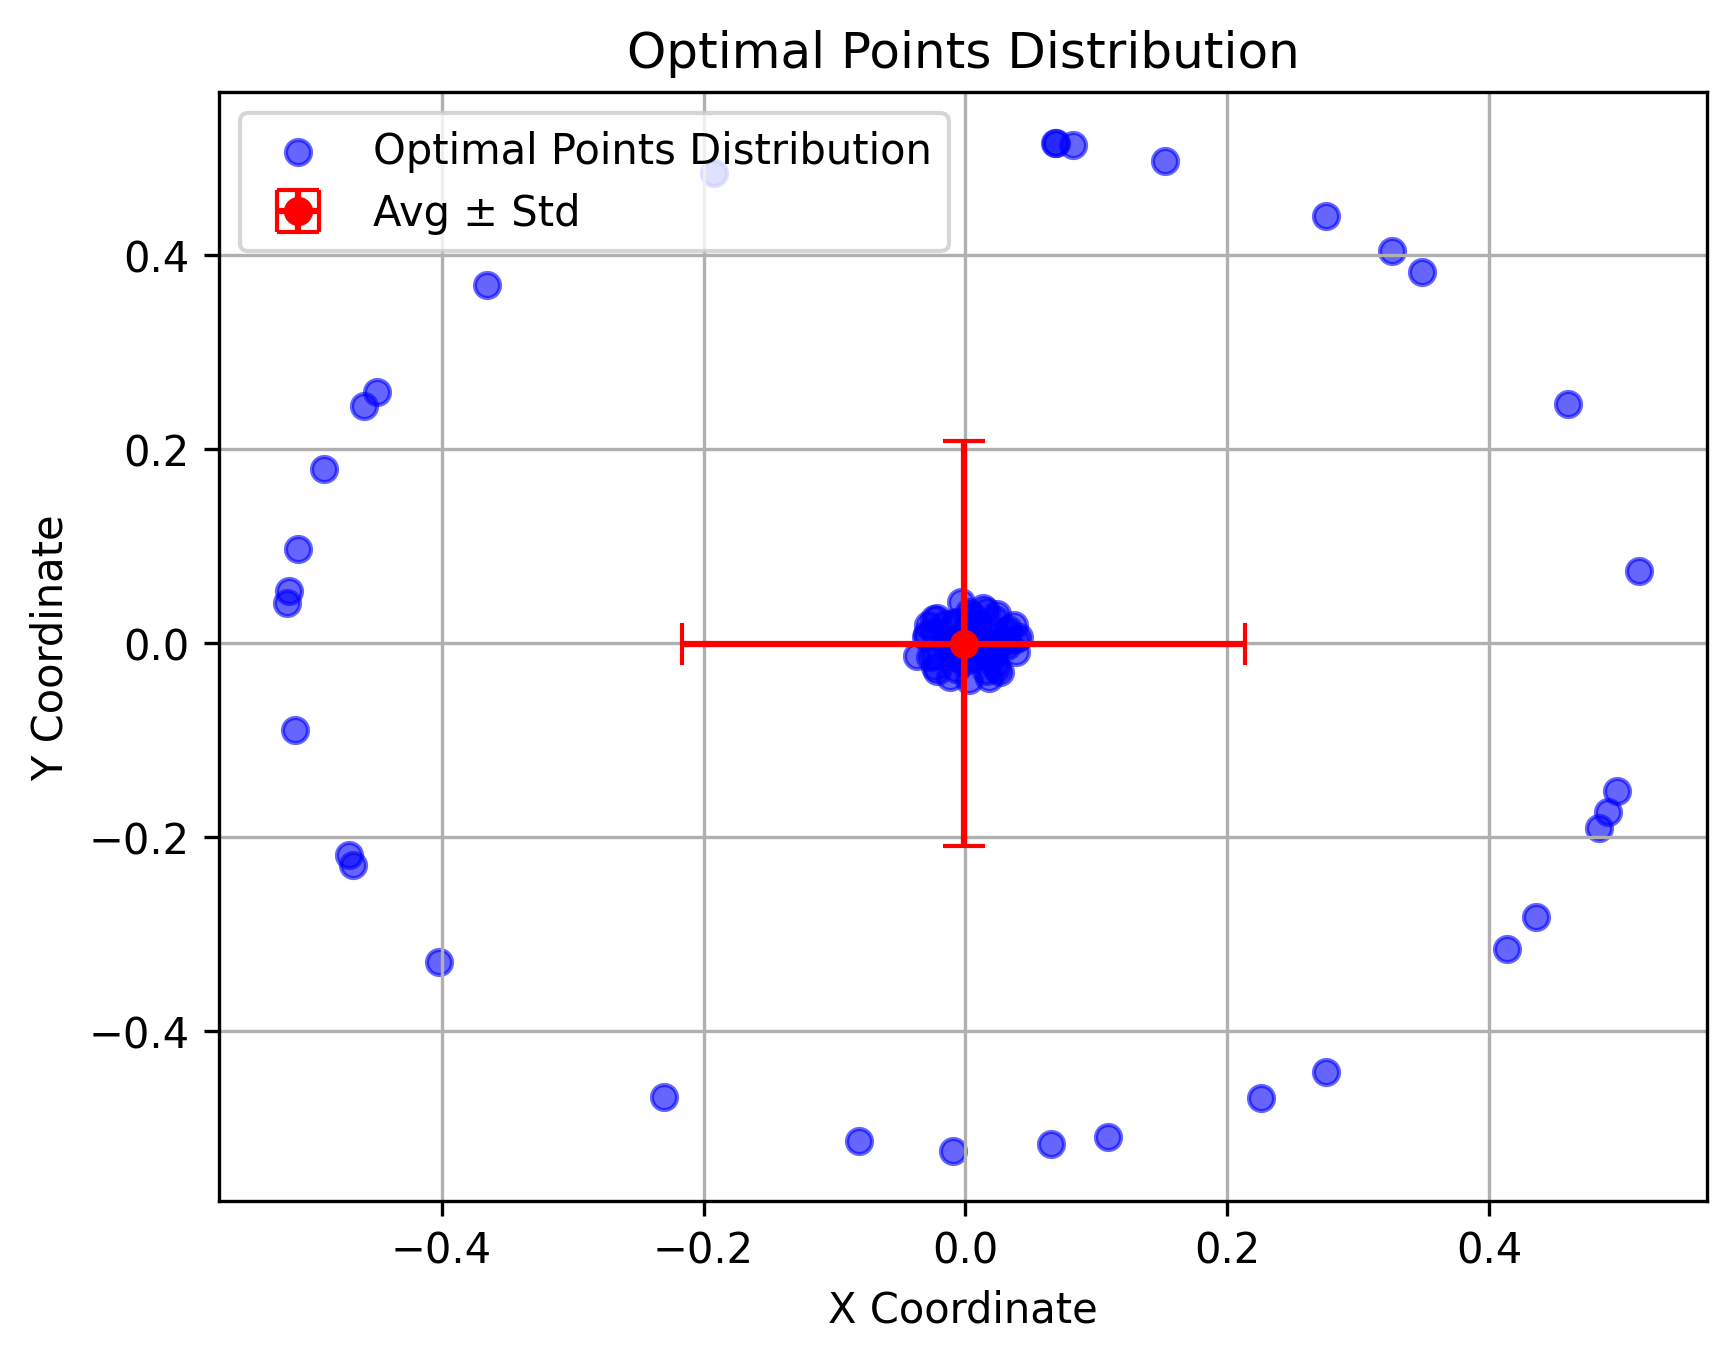 Optimal Points Distribution
Optimal Points Distribution
Avg ± Std
0.4
0.2
0.0
−0.2
−0.4
Y Coordinate
−0.4 −0.2 0.0 0.2 0.4
X Coordinate